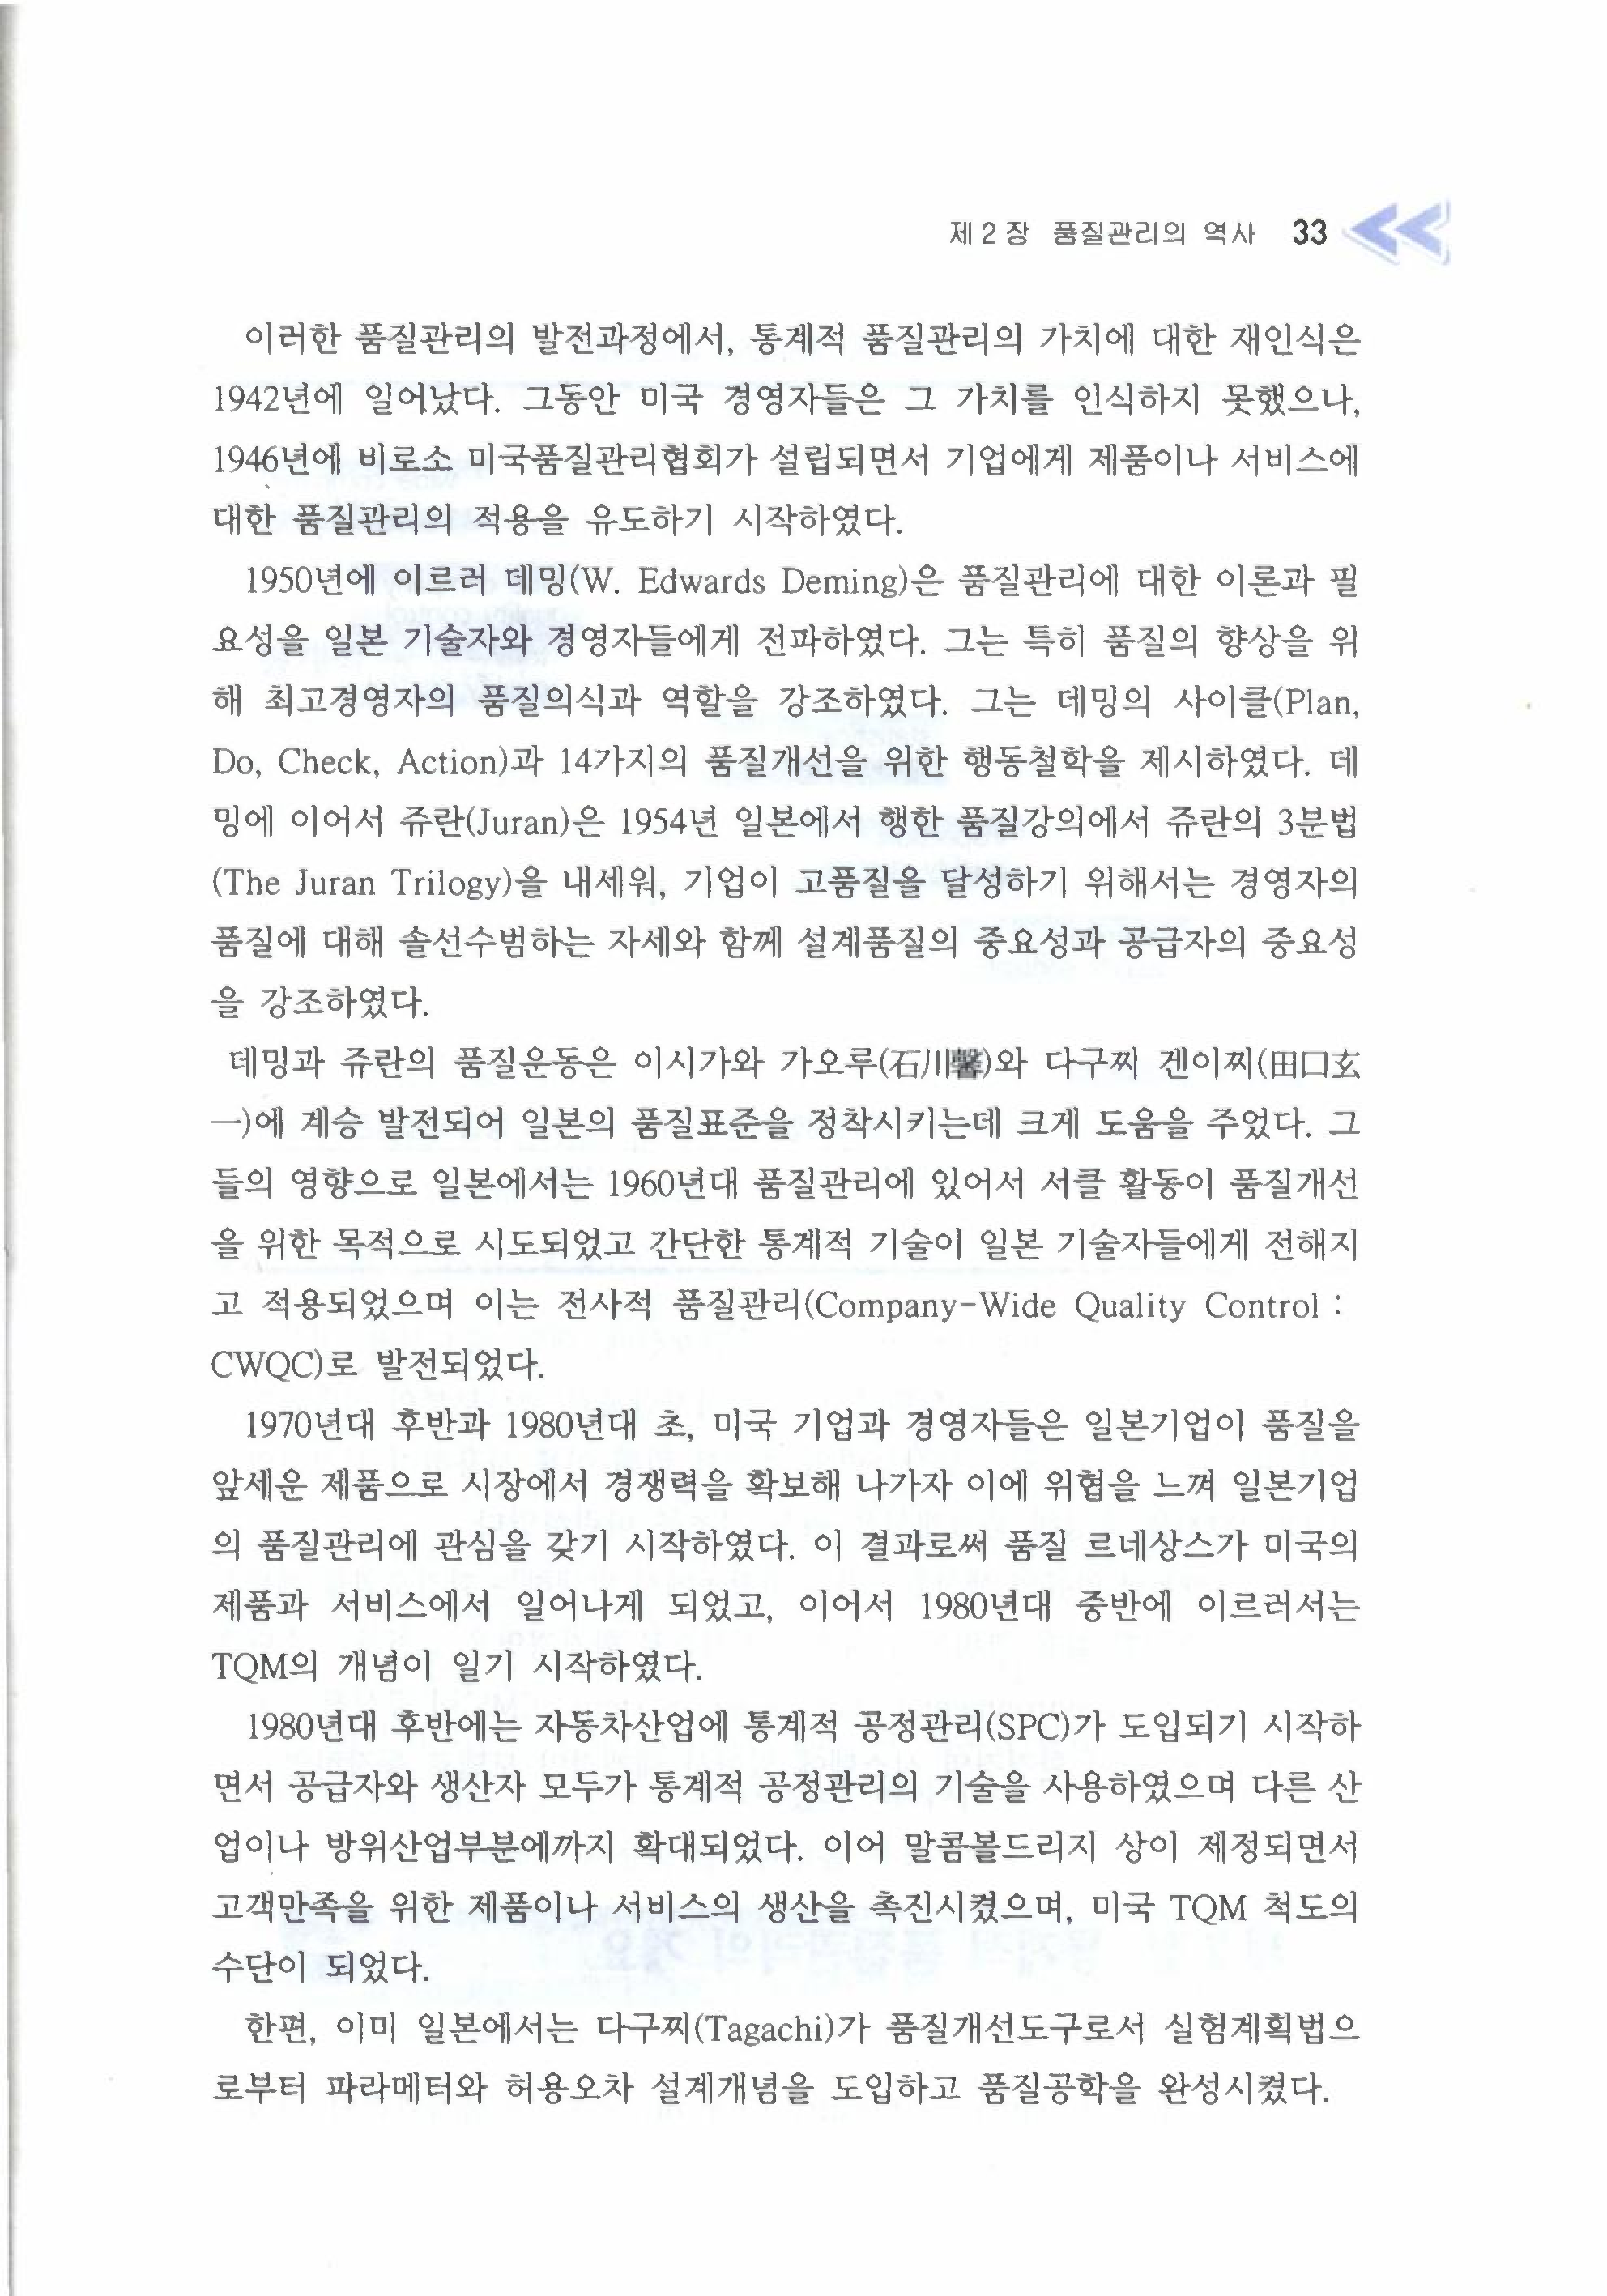 제 2 장 품질관리의 역사 33
이러한 품질관리의 발전과정에서, 통계적 품질관리의 가치에 대한 재인식은
1942년에 일어났다. 그동안 미국 경영자들은 그 가치를 인식하지 못했으나,
1946년에 비로소 미국품질관리협회가 설립되면서 기업에게 제품이나 서비스에
대한 품질관리의 적용을 유도하기 시작하였다.
1950년에 이르러 데밍(W. Edwards Deming)은 품질관리에 대한 이론과 필
요성을 일본 기술자와 경영자들에게 전파하였다. 그는 특히 품질의 향상을 위
해 최고경영자의 품질의식과 역할을 강조하였다. 그는 데밍의 사이클(Plan,
Do, Check, Action)과 14가지의 품질개선을 위한 행동철학을 제시하였다. 데
밍에 이어서 쥬란(Juran)은 1954년 일본에서 행한 품질강의에서 쥬란의 3분법
(The Juran Trilogy)을 내세워, 기업이 고품질을 달성하기 위해서는 경영자의
품질에 대해 솔선수범하는 자세와 함께 설계품질의 중요성과 공급자의 중요성
을 강조하였다.
데밍과 쥬란의 품질운동은 이시가와 가오루(石川馨)와 다구찌 겐이찌(田口玄
一)에 계승 발전되어 일본의 품질표준을 정착시키는데 크게 도움을 주었다. 그
들의 영향으로 일본에서는 1960년대 품질관리에 있어서 서클 활동이 품질개선
을 위한 목적으로 시도되었고 간단한 통계적 기술이 일본 기술자들에게 전해지
고 적용되었으며 이는 전사적 품질관리(Company-Wide Quality Control :
CWQC)로 발전되었다.
1970년대 후반과 1980년대 초, 미국 기업과 경영자들은 일본기업이 품질을
앞세운 제품으로 시장에서 경쟁력을 확보해 나가자 이에 위협을 느껴 일본기업
의 품질관리에 관심을 갖기 시작하였다. 이 결과로써 품질 르네상스가 미국의
제품과 서비스에서 일어나게 되었고, 이어서 1980년대 중반에 이르러서는
TQM의 개념이 일기 시작하였다.
1980년대 후반에는 자동차산업에 통계적 공정관리(SPC)가 도입되기 시작하
면서 공급자와 생산자 모두가 통계적 공정관리의 기술을 사용하였으며 다른 산
업이나 방위산업부분에까지 확대되었다. 이어 말콤볼드리지 상이 제정되면서
고객만족을 위한 제품이나 서비스의 생산을 촉진시켰으며, 미국 TQM 척도의
수단이 되었다.
한편, 이미 일본에서는 다구찌(Tagachi)가 품질개선도구로서 실험계획법으
로부터 파라메터와 허용오차 설계개념을 도입하고 품질공학을 완성시켰다.